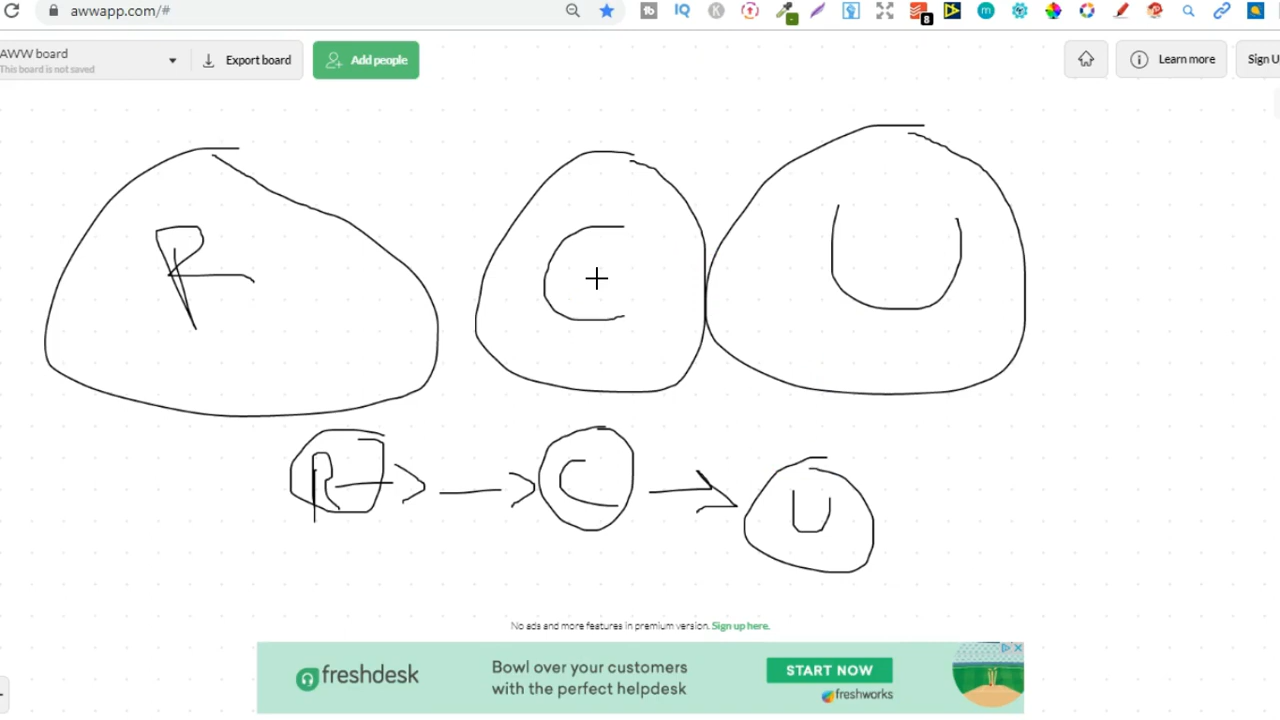 awwapp.com/#
IQ
K
m
8
AWW board
This board is not saved
Export board
Add people
Learn more
Sign U
R C U
R C U
No ads and more features in premium version. Sign up here.
freshdesk
Bowl over your customers
with the perfect helpdesk
START NOW
freshworks